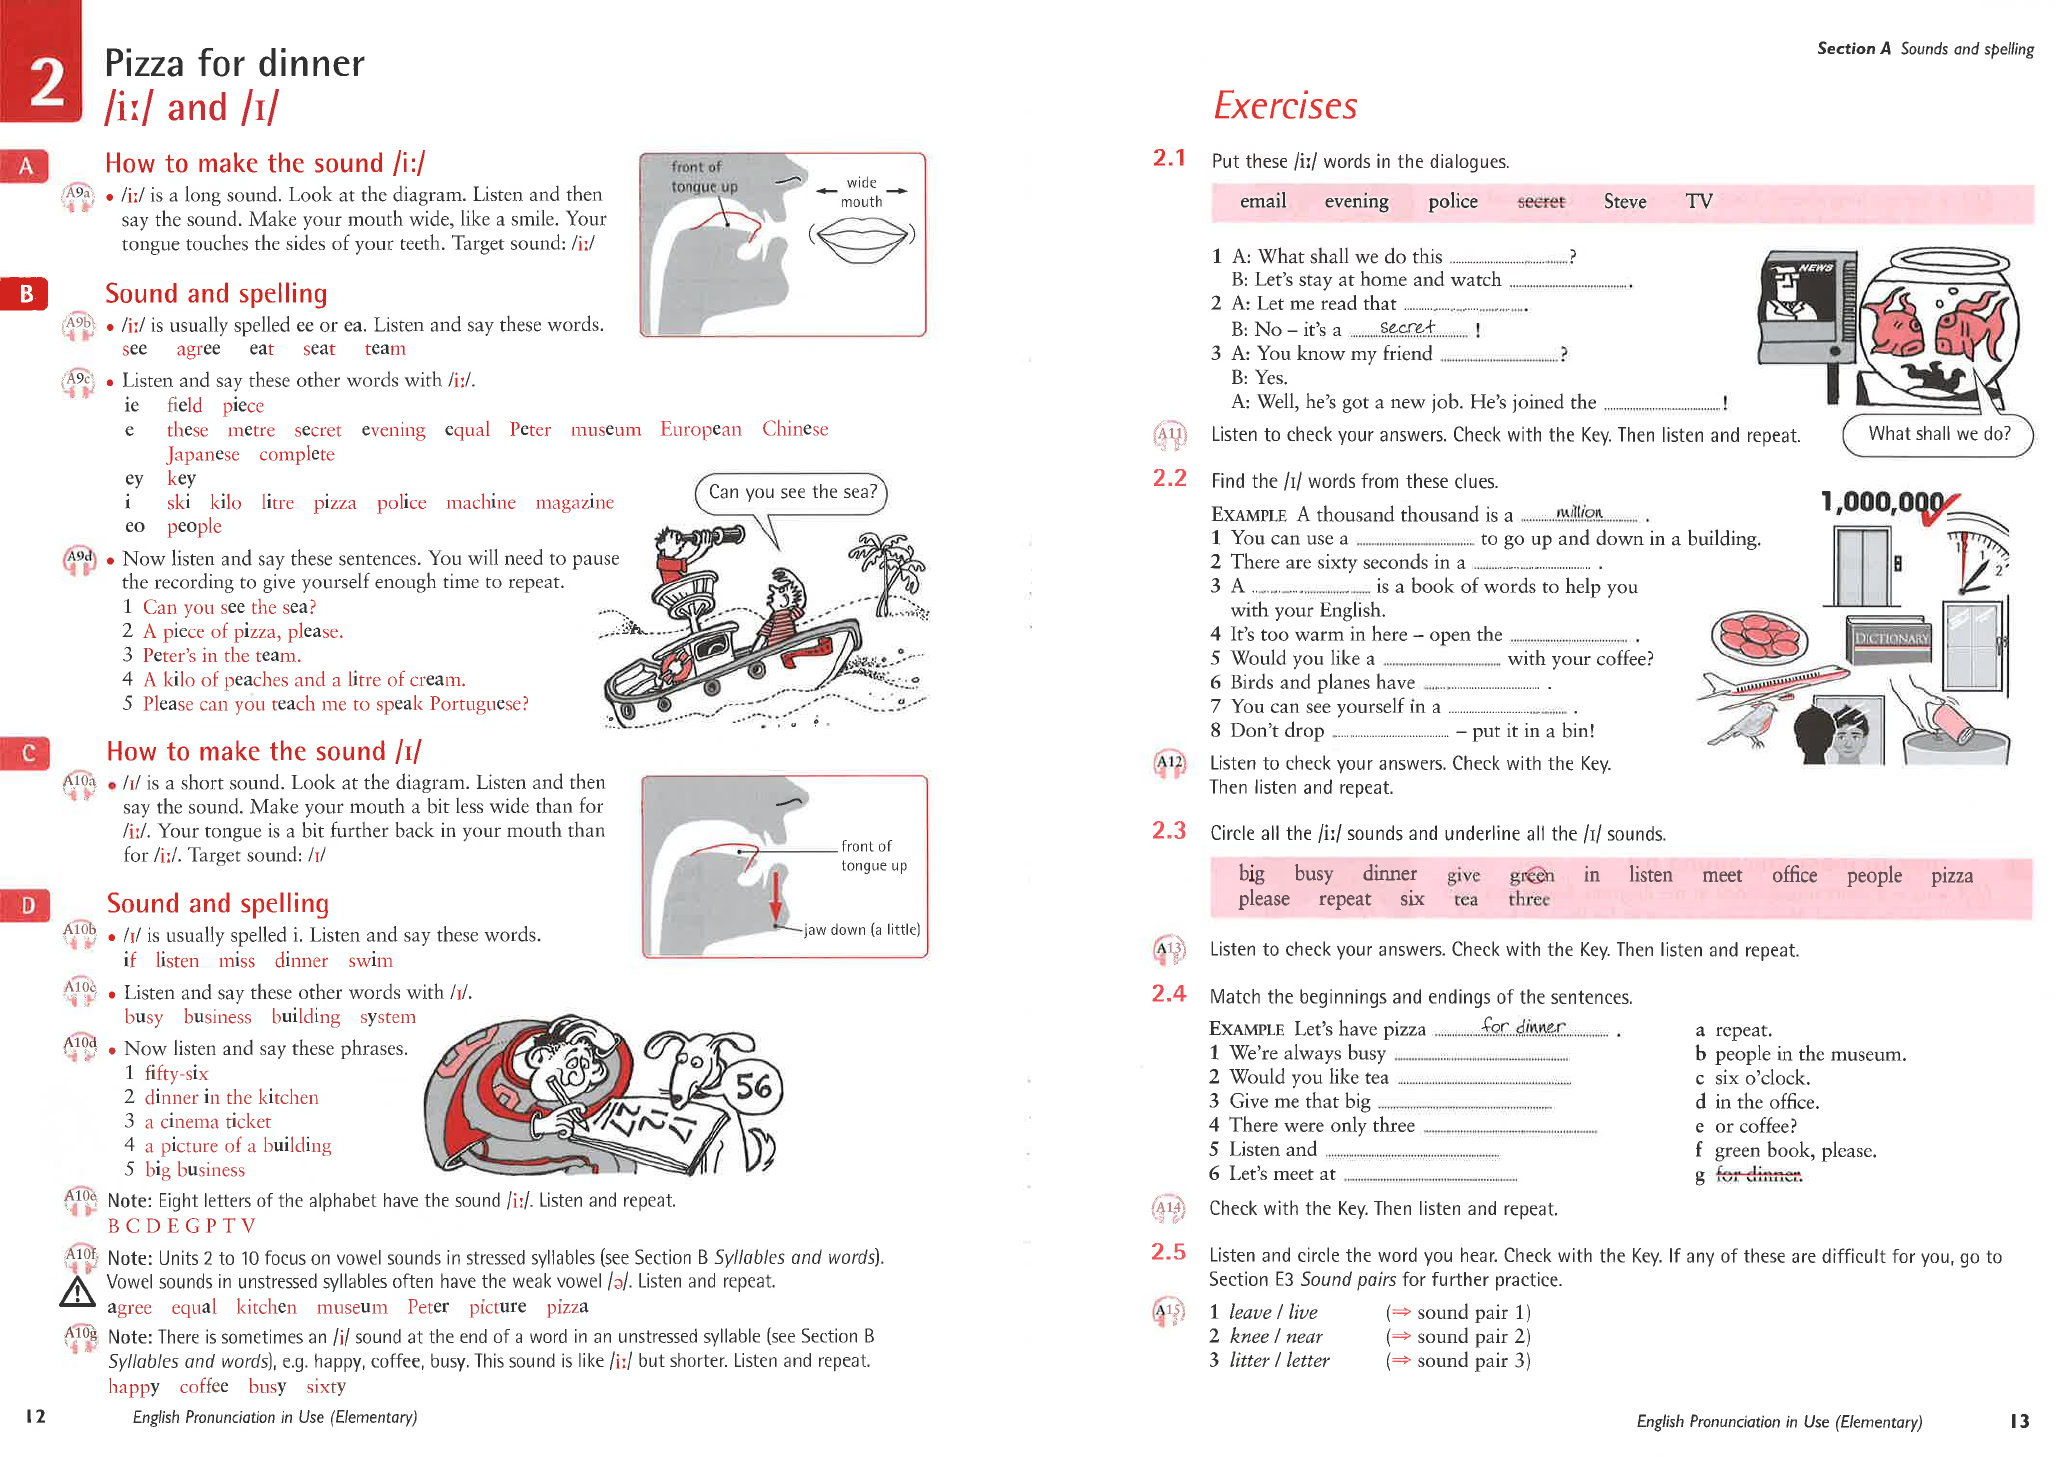 2
Pizza for dinner
/iː/ and /ɪ/
A
How to make the sound /iː/
A9a • /iː/ is a long sound. Look at the diagram. Listen and then
say the sound. Make your mouth wide, like a smile. Your
tongue touches the sides of your teeth. Target sound: /iː/
front of
tongue up
wide
mouth
B
Sound and spelling
A9b • /iː/ is usually spelled ee or ea. Listen and say these words.
see agree eat seat team
A9c • Listen and say these other words with /iː/.
ie field piece
e these metre secret evening equal Peter museum European Chinese
Japanese complete
ey key
i ski kilo litre pizza police machine magazine
eo people
Can you see the sea?
A9d • Now listen and say these sentences. You will need to pause
the recording to give yourself enough time to repeat.
1 Can you see the sea?
2 A piece of pizza, please.
3 Peter's in the team.
4 A kilo of peaches and a litre of cream.
5 Please can you teach me to speak Portuguese?
C
How to make the sound /ɪ/
A10a • /ɪ/ is a short sound. Look at the diagram. Listen and then
say the sound. Make your mouth a bit less wide than for
/iː/. Your tongue is a bit further back in your mouth than
for /iː/. Target sound: /ɪ/
front of
tongue up
jaw down (a little)
D
Sound and spelling
A10b • /ɪ/ is usually spelled i. Listen and say these words.
if listen miss dinner swim
A10c • Listen and say these other words with /ɪ/.
busy business building system
A10d • Now listen and say these phrases.
1 fifty-six
2 dinner in the kitchen
3 a cinema ticket
4 a picture of a building
5 big business
56
A10e Note: Eight letters of the alphabet have the sound /iː/. Listen and repeat.
B C D E G P T V
A10f Note: Units 2 to 10 focus on vowel sounds in stressed syllables (see Section B Syllables and words).
Vowel sounds in unstressed syllables often have the weak vowel /ə/. Listen and repeat.
agree equal kitchen museum Peter picture pizza
A10g Note: There is sometimes an /i/ sound at the end of a word in an unstressed syllable (see Section B
Syllables and words), e.g. happy, coffee, busy. This sound is like /iː/ but shorter. Listen and repeat.
happy coffee busy sixty
12 English Pronunciation in Use (Elementary)
Section A Sounds and spelling
Exercises
2.1 Put these /iː/ words in the dialogues.
email evening police secret Steve TV
1 A: What shall we do this ..............?
B: Let's stay at home and watch .............. .
2 A: Let me read that .............. .
B: No – it's a secret !
3 A: You know my friend ..............?
B: Yes.
A: Well, he's got a new job. He's joined the ..............!
NEWS
What shall we do?
A11 Listen to check your answers. Check with the Key. Then listen and repeat.
2.2 Find the /ɪ/ words from these clues.
EXAMPLE A thousand thousand is a million .
1 You can use a .............. to go up and down in a building.
2 There are sixty seconds in a .............. .
3 A .............. is a book of words to help you
with your English.
4 It's too warm in here – open the .............. .
5 Would you like a .............. with your coffee?
6 Birds and planes have .............. .
7 You can see yourself in a .............. .
8 Don't drop .............. – put it in a bin!
1,000,000
12 1 2
DICTIONARY
A12 Listen to check your answers. Check with the Key.
Then listen and repeat.
2.3 Circle all the /iː/ sounds and underline all the /ɪ/ sounds.
big busy dinner give green in listen meet office people pizza
please repeat six tea three
A13 Listen to check your answers. Check with the Key. Then listen and repeat.
2.4 Match the beginnings and endings of the sentences.
EXAMPLE Let's have pizza for dinner .
1 We're always busy ..............
2 Would you like tea ..............
3 Give me that big ..............
4 There were only three ..............
5 Listen and ..............
6 Let's meet at ..............
a repeat.
b people in the museum.
c six o'clock.
d in the office.
e or coffee?
f green book, please.
g for dinner.
A14 Check with the Key. Then listen and repeat.
2.5 Listen and circle the word you hear. Check with the Key. If any of these are difficult for you, go to
Section E3 Sound pairs for further practice.
A15 1 leave / live (⇒ sound pair 1)
2 knee / near (⇒ sound pair 2)
3 litter / letter (⇒ sound pair 3)
English Pronunciation in Use (Elementary) 13